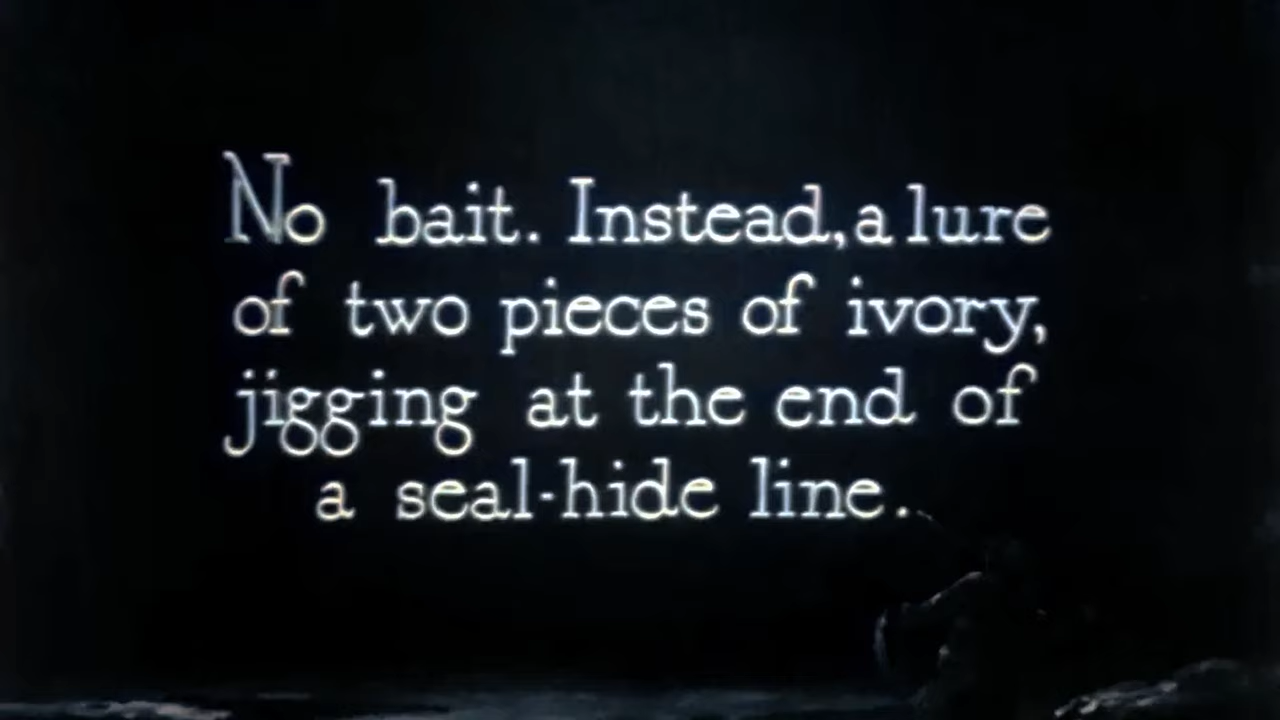 No bait. Instead, a lure
of two pieces of ivory,
jigging at the end of
a seal-hide line.